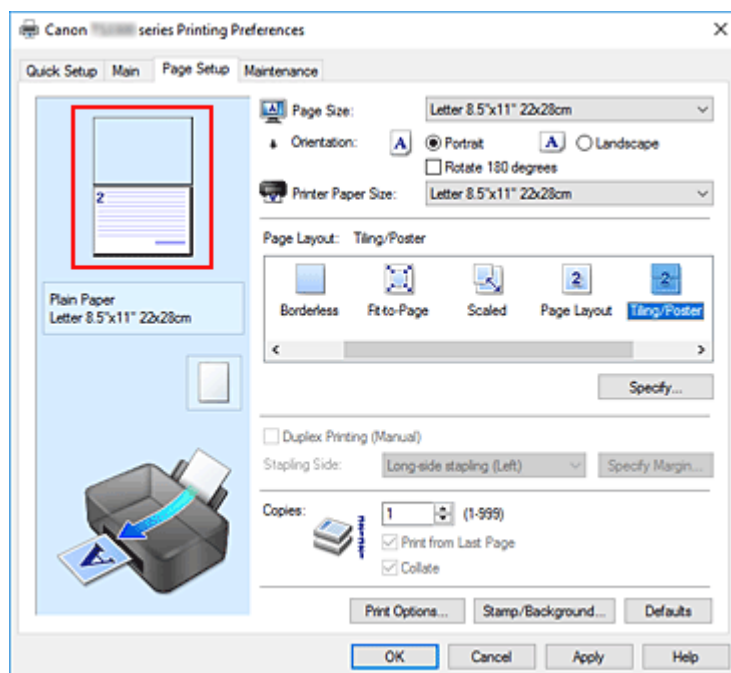 Canon series Printing Preferences
Quick Setup Main Page Setup Maintenance
2
Plain Paper
Letter 8.5"x11" 22x28cm
A
Page Size: Letter 8.5"x11" 22x28cm
Orientation: A Portrait A Landscape
Rotate 180 degrees
Printer Paper Size: Letter 8.5"x11" 22x28cm
Page Layout: Tiling/Poster
2 2
Borderless Fit-to-Page Scaled Page Layout Tiling/Poster
Specify...
Duplex Printing (Manual)
Stapling Side: Long-side stapling (Left) Specify Margin...
Copies: 1 (1-999)
Print from Last Page
Collate
Print Options... Stamp/Background... Defaults
OK Cancel Apply Help